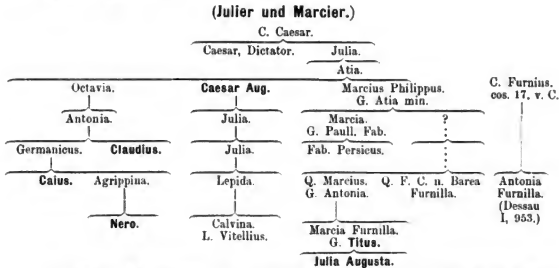 (Julier und Marcier.)
C. Caesar.
Caesar, Dictator. Julia.
Atia.
Octavia. Caesar Aug. Marcius Philippus. C. Furnius.
G. Atia min. cos. 17, v. C.
Antonia. Julia. Marcia. ?
G. Paull. Fab.
Germanicus. Claudius. Julia. Fab. Persicus.
Caius. Agrippina. Lepida. Q. Marcius. Q. F. C. n. Barea Antonia
G. Antonia. Furnilla. Furnilla.
(Dessau
Nero. Calvina. Marcia Furnilla. I, 953.)
L. Vitellius. G. Titus.
Julia Augusta.